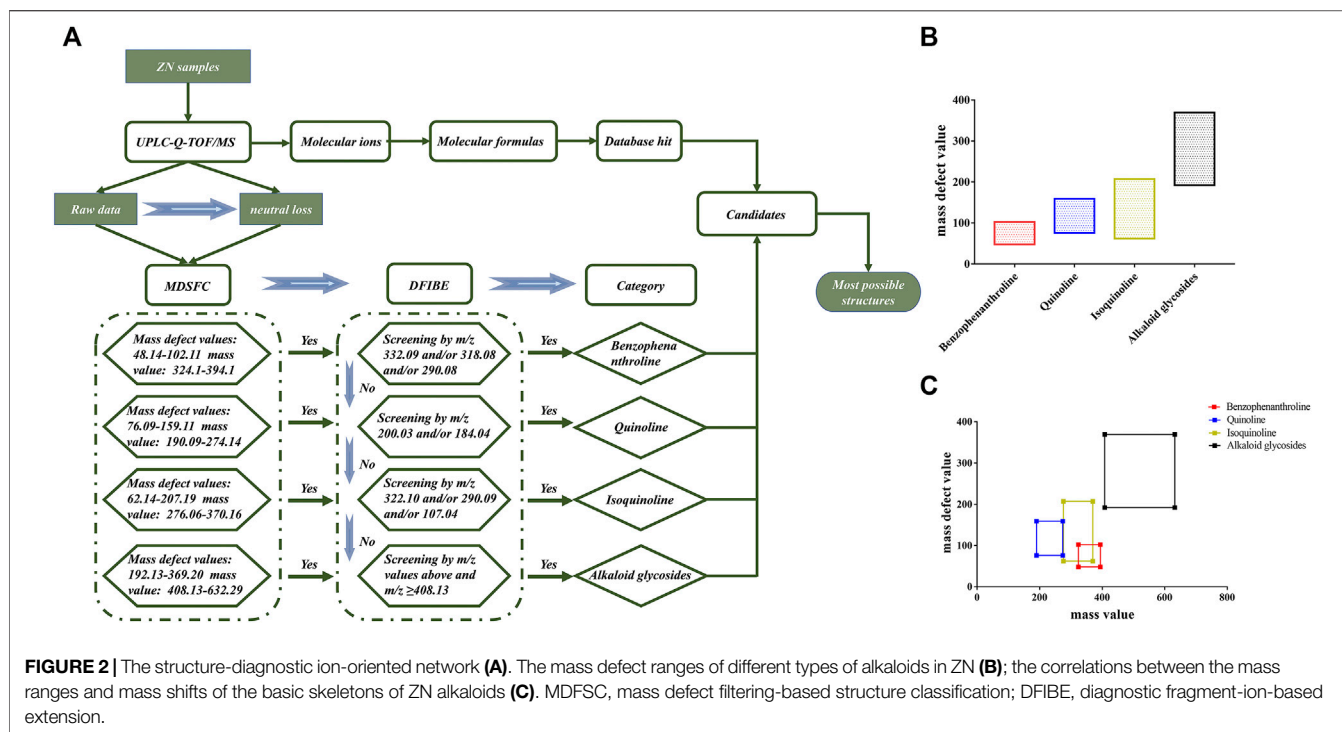 A
ZN samples
UPLC-Q-TOF/MS
Molecular ions
Molecular formulas
Database hit
Raw data
neutral loss
Candidates
MDSFC
DFIBE
Category
Most possible
structures
Mass defect values:
48.14-102.11 mass
value: 324.1-394.1
Yes
Screening by m/z
332.09 and/or 318.08
and/or 290.08
Yes
Benzophena
nthroline
No
Mass defect values:
76.09-159.11 mass
value: 190.09-274.14
Yes
Screening by m/z
200.03 and/or 184.04
Yes
Quinoline
No
Mass defect values:
62.14-207.19 mass
value: 276.06-370.16
Yes
Screening by m/z
322.10 and/or 290.09
and/or 107.04
Yes
Isoquinoline
No
Mass defect values:
192.13-369.20 mass
value: 408.13-632.29
Yes
Screening by m/z
values above and
m/z ≥408.13
Yes
Alkaloid glycosides
B
mass defect value
400
300
200
100
0
Benzophenanthroline
Quinoline
Isoquinoline
Alkaloid glycosides
C
Benzophenanthroline
Quinoline
Isoquinoline
Alkaloid glycosides
mass defect value
400
300
200
100
0
0
200
400
600
800
mass value
FIGURE 2 | The structure-diagnostic ion-oriented network (A). The mass defect ranges of different types of alkaloids in ZN (B); the correlations between the mass
ranges and mass shifts of the basic skeletons of ZN alkaloids (C). MDFSC, mass defect filtering-based structure classification; DFIBE, diagnostic fragment-ion-based
extension.